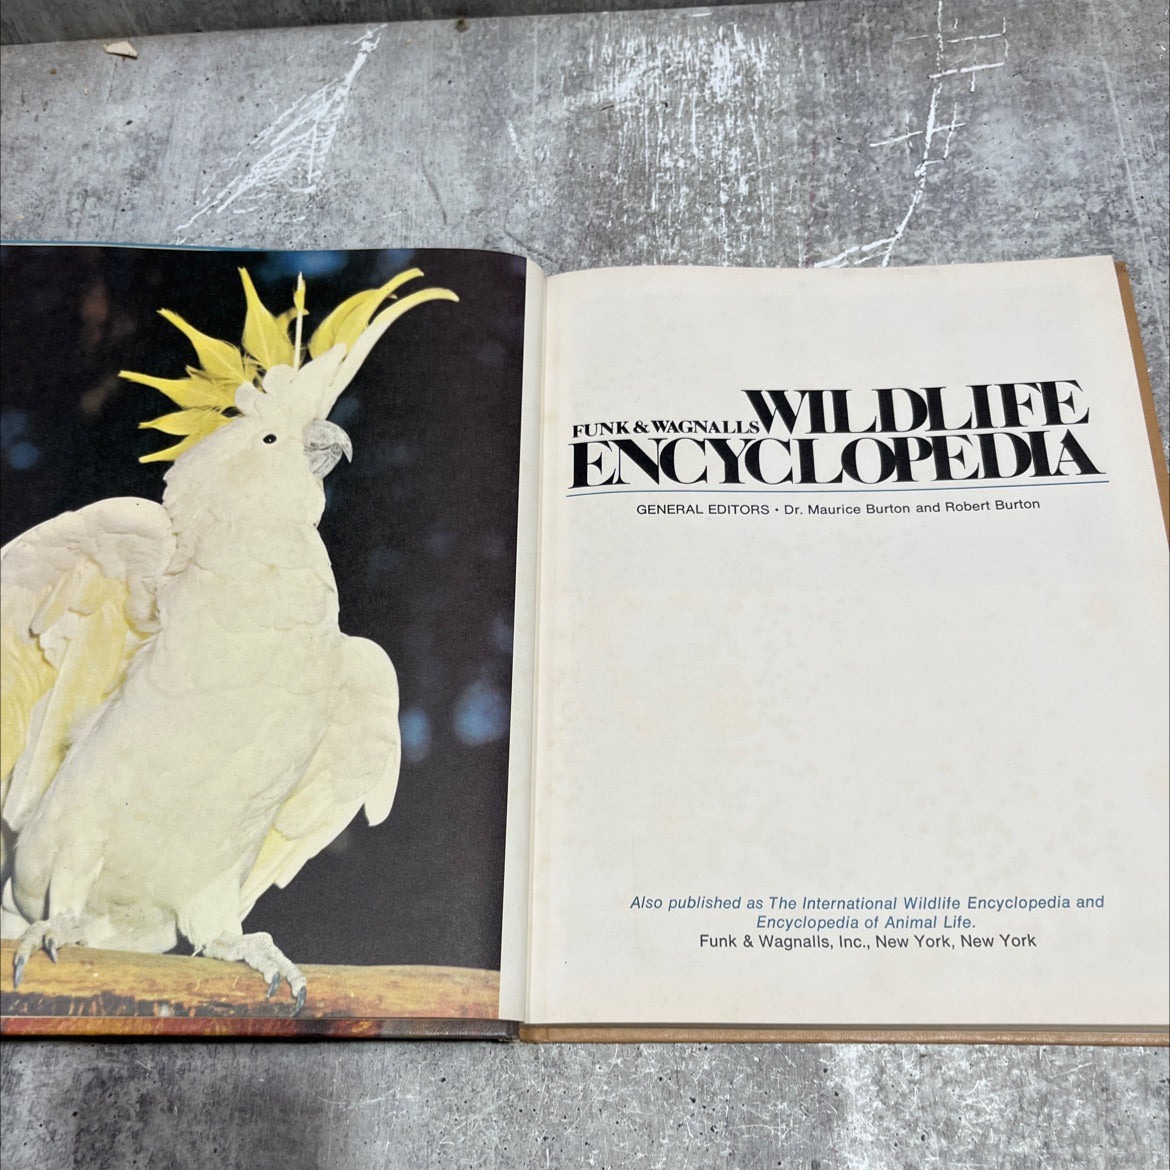 FUNK & WAGNALLS WILDLIFE
ENCYCLOPEDIA
GENERAL EDITORS • Dr. Maurice Burton and Robert Burton
Also published as The International Wildlife Encyclopedia and
Encyclopedia of Animal Life.
Funk & Wagnalls, Inc., New York, New York